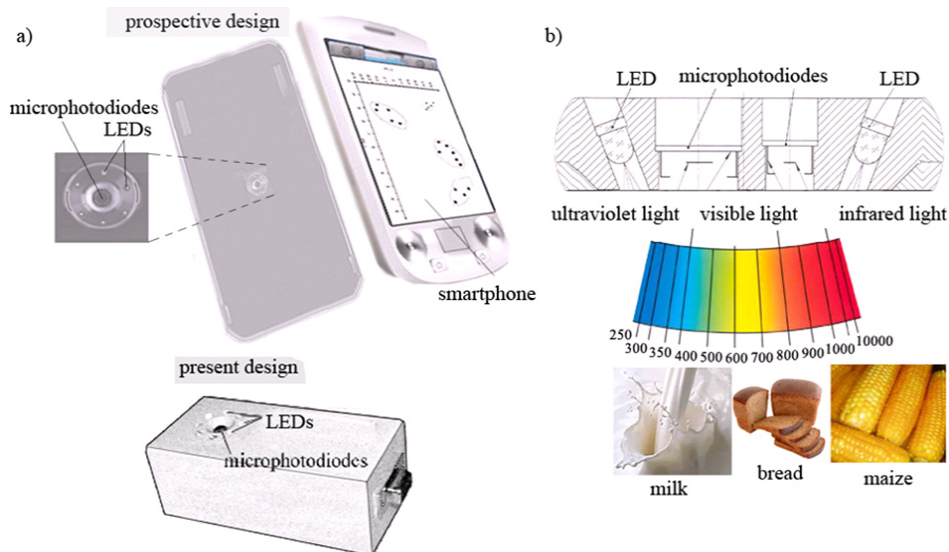 a)
prospective design
microphotodiodes
LEDs
smartphone
present design
LEDs
microphotodiodes
b)
LED
microphotodiodes
LED
ultraviolet light
visible light
infrared light
250
300
350
400
500
600
700
800
900
1000
10000
milk
bread
maize